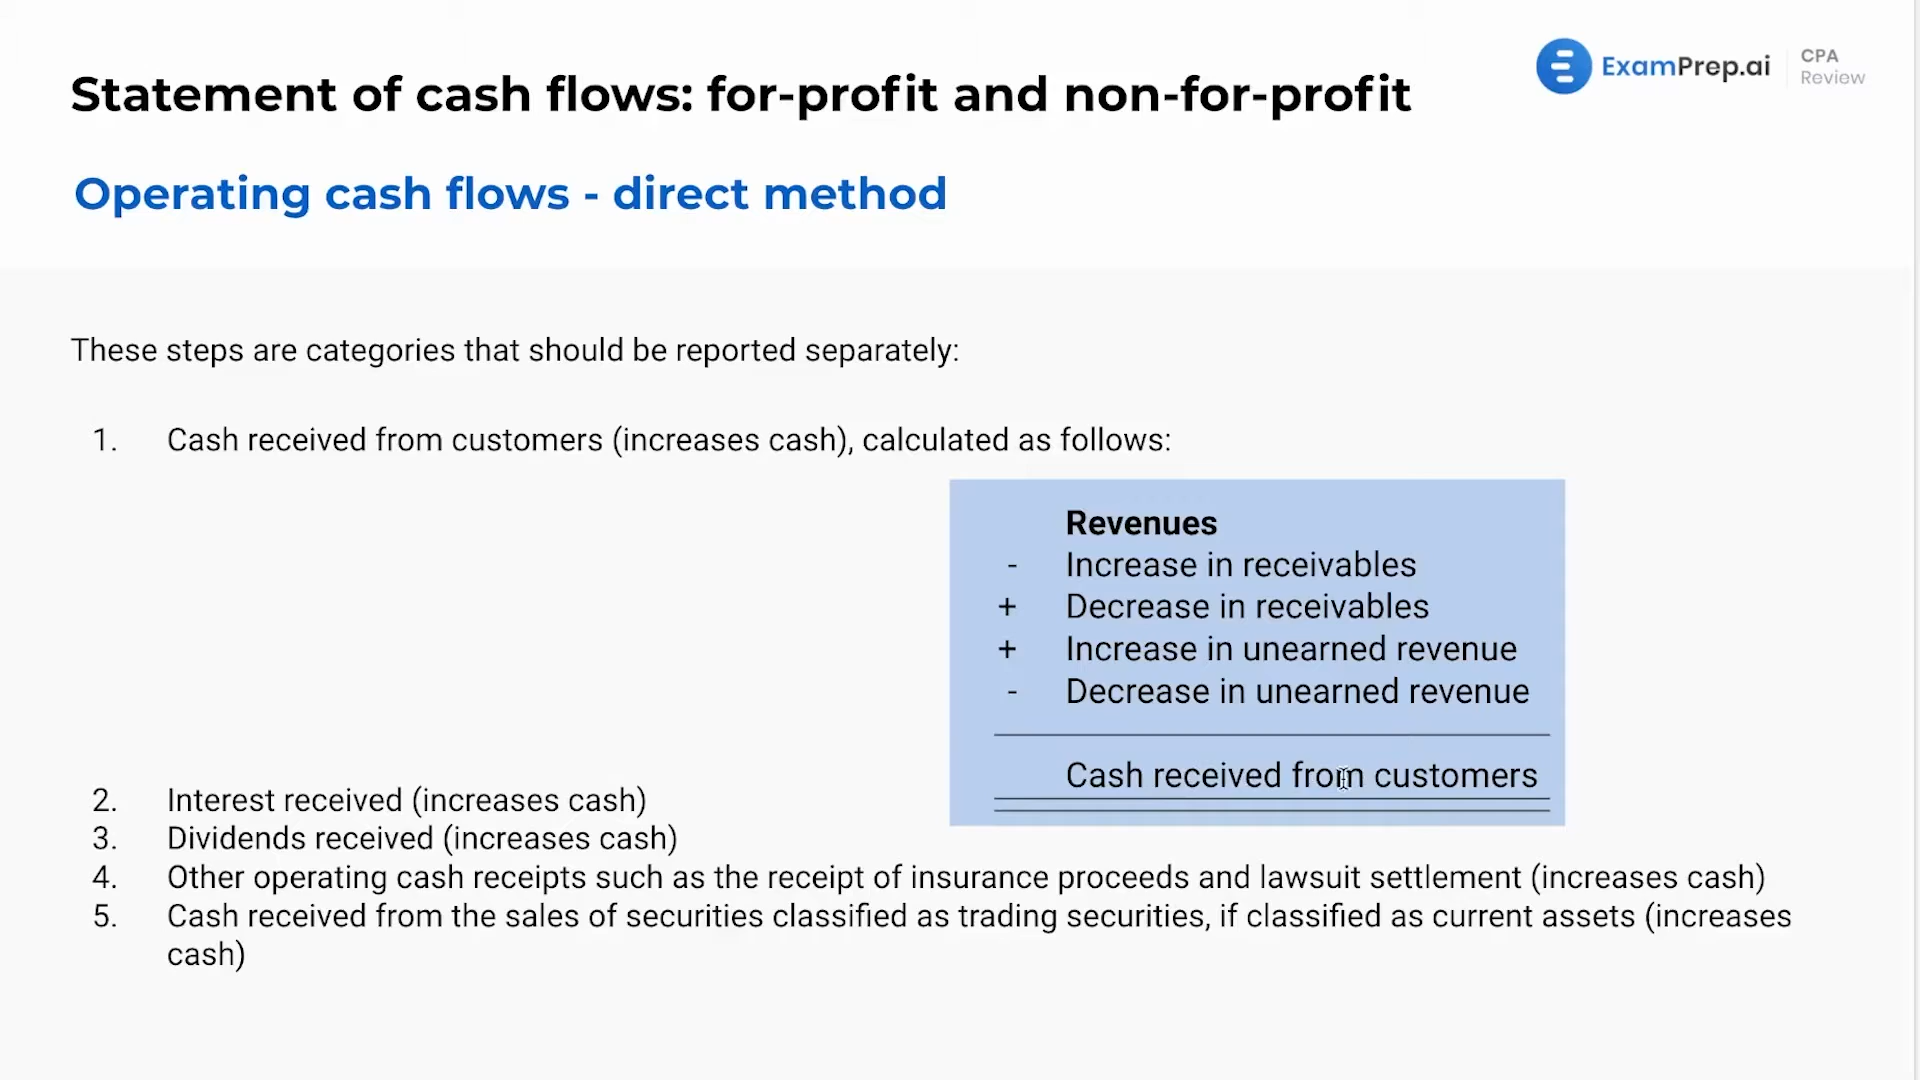 Statement of cash flows: for-profit and non-for-profit
ExamPrep.ai
CPA
Review
Operating cash flows - direct method
These steps are categories that should be reported separately:
1. Cash received from customers (increases cash), calculated as follows:
Revenues
- Increase in receivables
+ Decrease in receivables
+ Increase in unearned revenue
- Decrease in unearned revenue
Cash received from customers
2. Interest received (increases cash)
3. Dividends received (increases cash)
4. Other operating cash receipts such as the receipt of insurance proceeds and lawsuit settlement (increases cash)
5. Cash received from the sales of securities classified as trading securities, if classified as current assets (increases
cash)